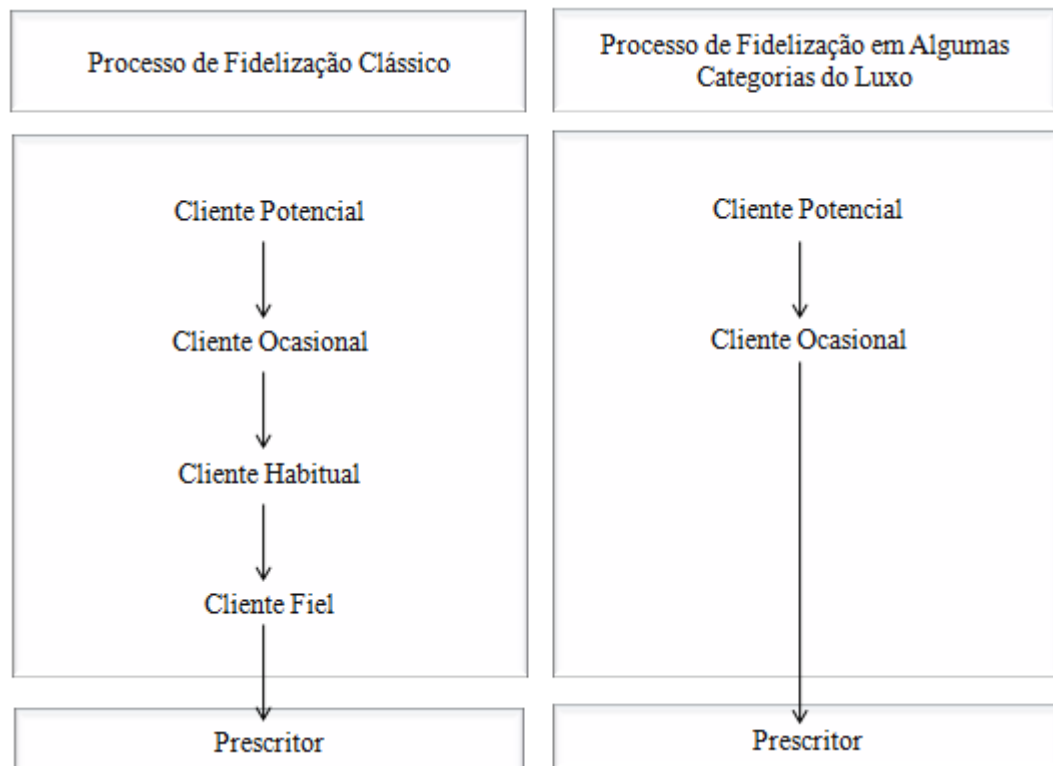 Processo de Fidelização Clássico
Cliente Potencial
Cliente Ocasional
Cliente Habitual
Cliente Fiel
Prescritor
Processo de Fidelização em Algumas
Categorias do Luxo
Cliente Potencial
Cliente Ocasional
Prescritor